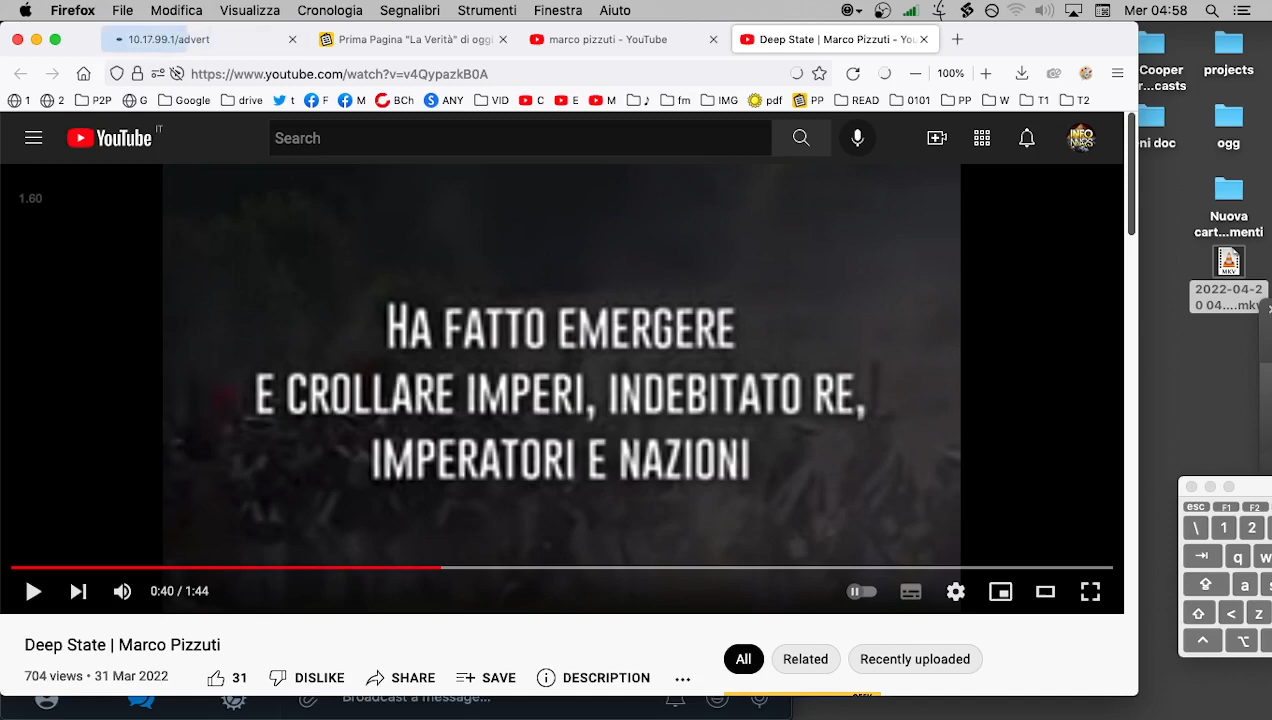 Firefox File Modifica Visualizza Cronologia Segnalibri Strumenti Finestra Aiuto Mer 04:58
10.17.99.1/advert Prima Pagina "La Verità" di oggi marco pizzuti - YouTube Deep State | Marco Pizzuti - You
https://www.youtube.com/watch?v=v4QypazkB0A 100%
1 2 P2P G Google drive t F M BCh ANY VID C E M fm IMG pdf PP READ 0101 PP W T1 T2
YouTube IT
Search
1.60
HA FATTO EMERGERE
E CROLLARE IMPERI, INDEBITATO RE,
IMPERATORI E NAZIONI
0:40 / 1:44
Deep State | Marco Pizzuti
704 views • 31 Mar 2022
31 DISLIKE SHARE SAVE DESCRIPTION ...
All Related Recently uploaded
Broadcast a message...
Cooper
r...casts
projects
ni doc
ogg
Nuova
cart...menti
MKV
2022-04-2
0 04....mkv
esc F1 F2
\ 1 2
q w
a
< z